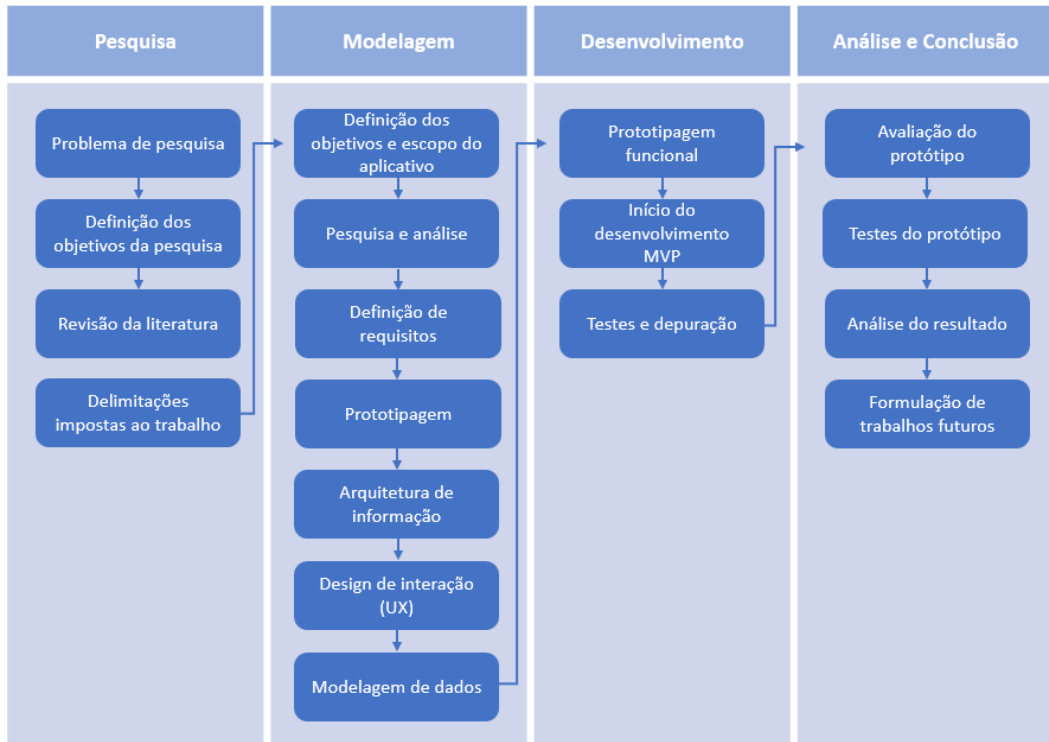 Pesquisa
Modelagem
Desenvolvimento
Análise e Conclusão
Problema de pesquisa
Definição dos
objetivos da pesquisa
Revisão da literatura
Delimitações
impostas ao trabalho
Definição dos
objetivos e escopo do
aplicativo
Pesquisa e análise
Definição de
requisitos
Prototipagem
Arquitetura de
informação
Design de interação
(UX)
Modelagem de dados
Prototipagem
funcional
Início do
desenvolvimento
MVP
Testes e depuração
Avaliação do
protótipo
Testes do protótipo
Análise do resultado
Formulação de
trabalhos futuros